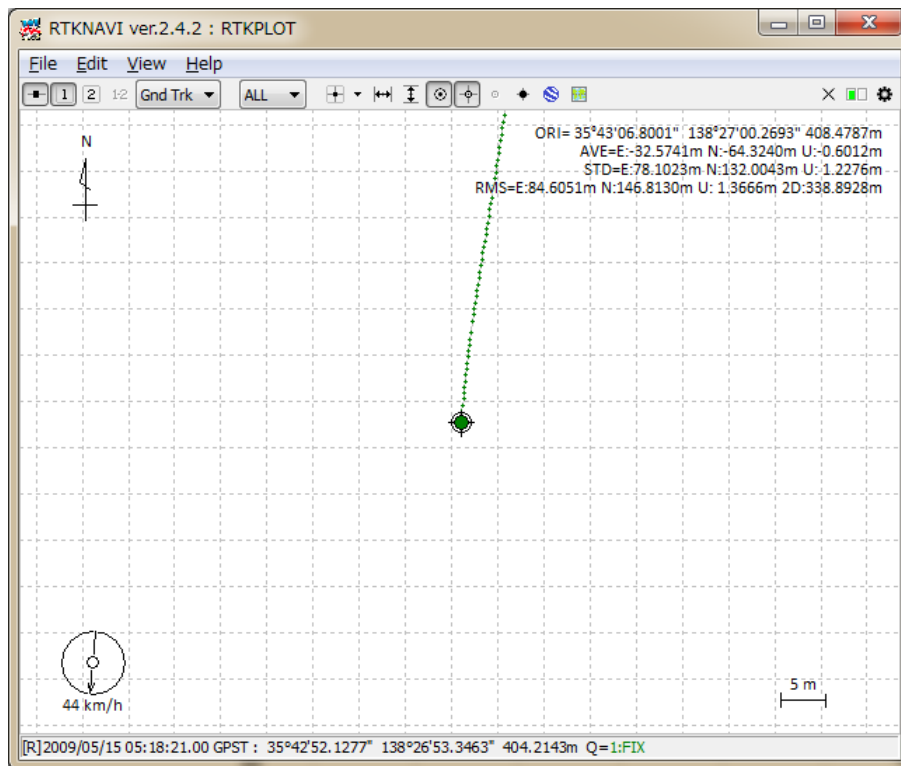 RTKNAVI ver.2.4.2 : RTKPLOT
File Edit View Help
1 2 1-2 Gnd Trk ALL
N
ORI= 35°43'06.8001" 138°27'00.2693" 408.4787m
AVE=E:-32.5741m N:-64.3240m U:-0.6012m
STD=E:78.1023m N:132.0043m U: 1.2276m
RMS=E:84.6051m N:146.8130m U: 1.3666m 2D:338.8928m
44 km/h
5 m
[R]2009/05/15 05:18:21.00 GPST : 35°42'52.1277" 138°26'53.3463" 404.2143m Q=1:FIX